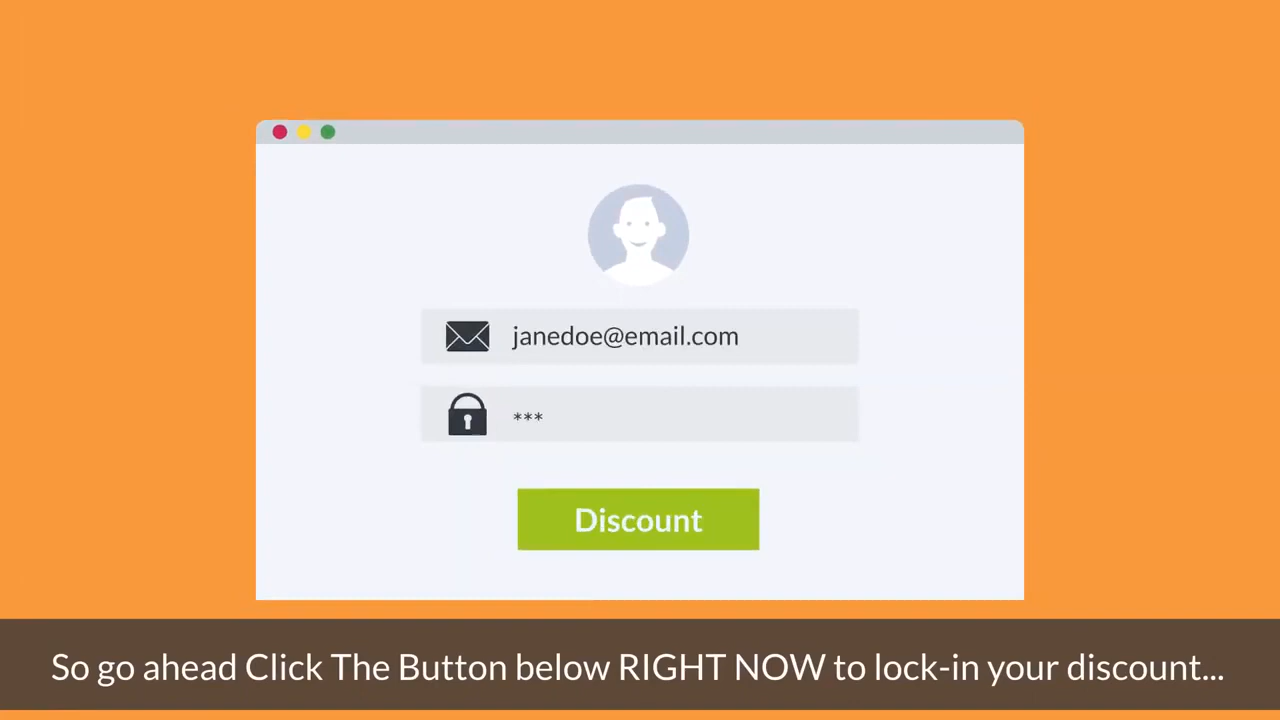 janedoe@email.com
***
Discount
So go ahead Click The Button below RIGHT NOW to lock-in your discount...